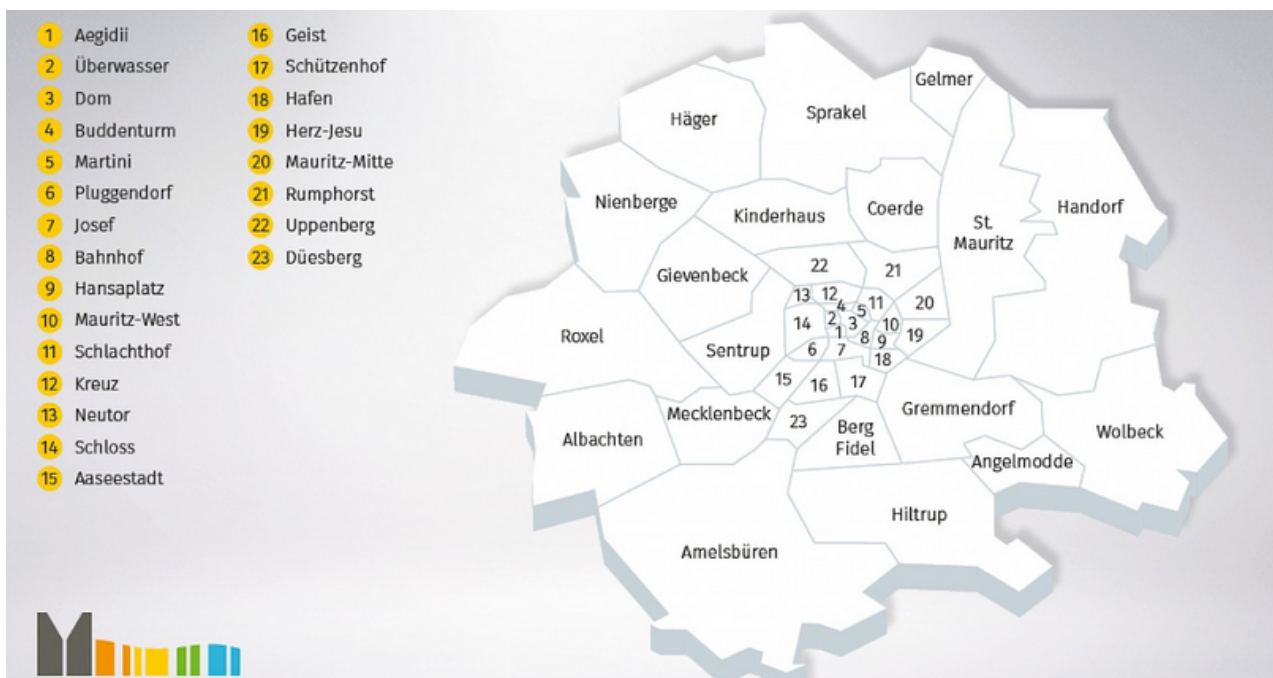 1 Aegidii
2 Überwasser
3 Dom
4 Buddenturm
5 Martini
6 Pluggendorf
7 Josef
8 Bahnhof
9 Hansaplatz
10 Mauritz-West
11 Schlachthof
12 Kreuz
13 Neutor
14 Schloss
15 Aaseestadt
16 Geist
17 Schützenhof
18 Hafen
19 Herz-Jesu
20 Mauritz-Mitte
21 Rumphorst
22 Uppenberg
23 Düesberg
Gelmer
Häger
Sprakel
Nienberge
Kinderhaus
Coerde
St.
Mauritz
Handorf
Gievenbeck
22
21
13
12
4
5
11
20
14
2
3
10
1
8
9
19
Roxel
Sentrup
6
7
18
15
16
17
Mecklenbeck
23
Gremmendorf
Albachten
Berg
Fidel
Wolbeck
Angelmodde
Hiltrup
Amelsbüren